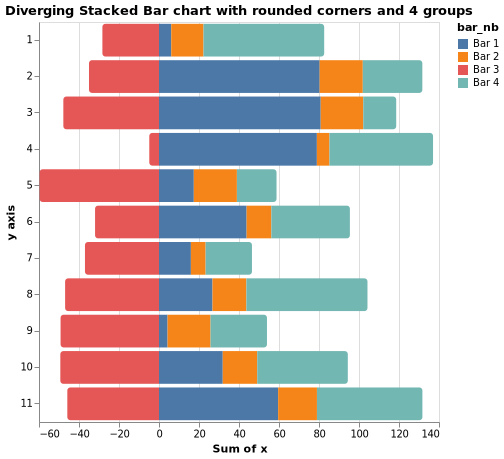 Diverging Stacked Bar chart with rounded corners and 4 groups
bar_nb
Bar 1
Bar 2
Bar 3
Bar 4
y axis
1
2
3
4
5
6
7
8
9
10
11
−60 −40 −20 0 20 40 60 80 100 120 140
Sum of x